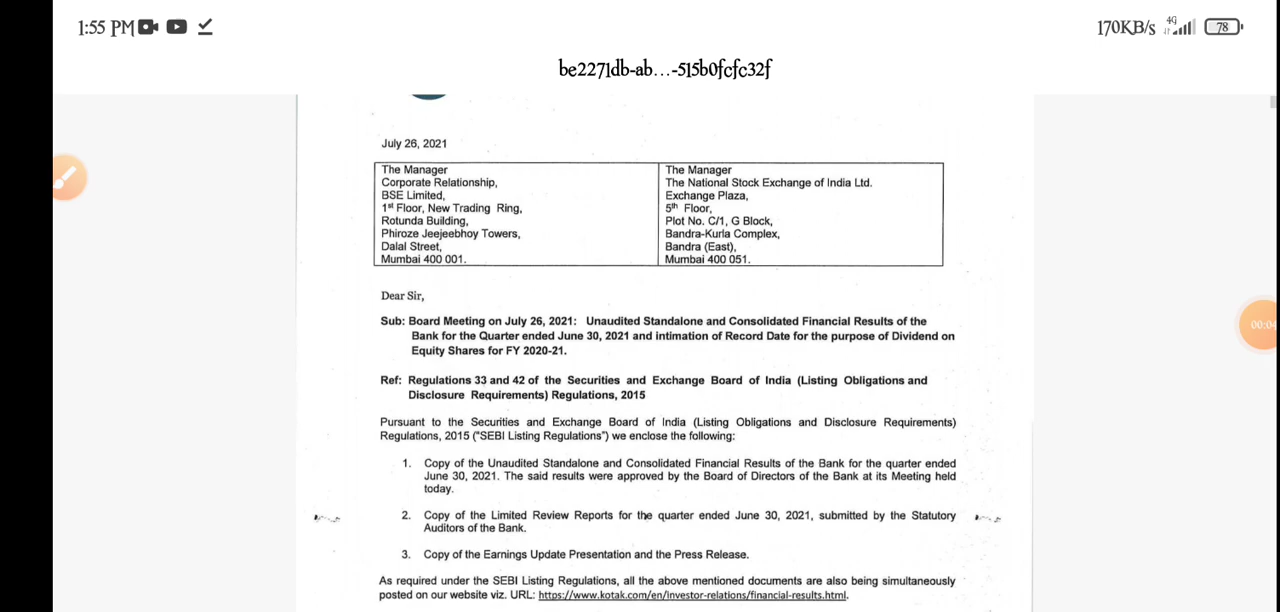 1:55 PM
170KB/s 4G 78
be2271db-ab...-515b0fcfc32f
July 26, 2021
The Manager
Corporate Relationship,
BSE Limited,
1st Floor, New Trading Ring,
Rotunda Building,
Phiroze Jeejeebhoy Towers,
Dalal Street,
Mumbai 400 001.
The Manager
The National Stock Exchange of India Ltd.
Exchange Plaza,
5th Floor,
Plot No. C/1, G Block,
Bandra-Kurla Complex,
Bandra (East),
Mumbai 400 051.
00:04
Dear Sir,
Sub: Board Meeting on July 26, 2021: Unaudited Standalone and Consolidated Financial Results of the
Bank for the Quarter ended June 30, 2021 and intimation of Record Date for the purpose of Dividend on
Equity Shares for FY 2020-21.
Ref: Regulations 33 and 42 of the Securities and Exchange Board of India (Listing Obligations and
Disclosure Requirements) Regulations, 2015
Pursuant to the Securities and Exchange Board of India (Listing Obligations and Disclosure Requirements)
Regulations, 2015 ("SEBI Listing Regulations") we enclose the following:
1. Copy of the Unaudited Standalone and Consolidated Financial Results of the Bank for the quarter ended
June 30, 2021. The said results were approved by the Board of Directors of the Bank at its Meeting held
today.
2. Copy of the Limited Review Reports for the quarter ended June 30, 2021, submitted by the Statutory
Auditors of the Bank.
3. Copy of the Earnings Update Presentation and the Press Release.
As required under the SEBI Listing Regulations, all the above mentioned documents are also being simultaneously
posted on our website viz. URL: https://www.kotak.com/en/investor-relations/financial-results.html.